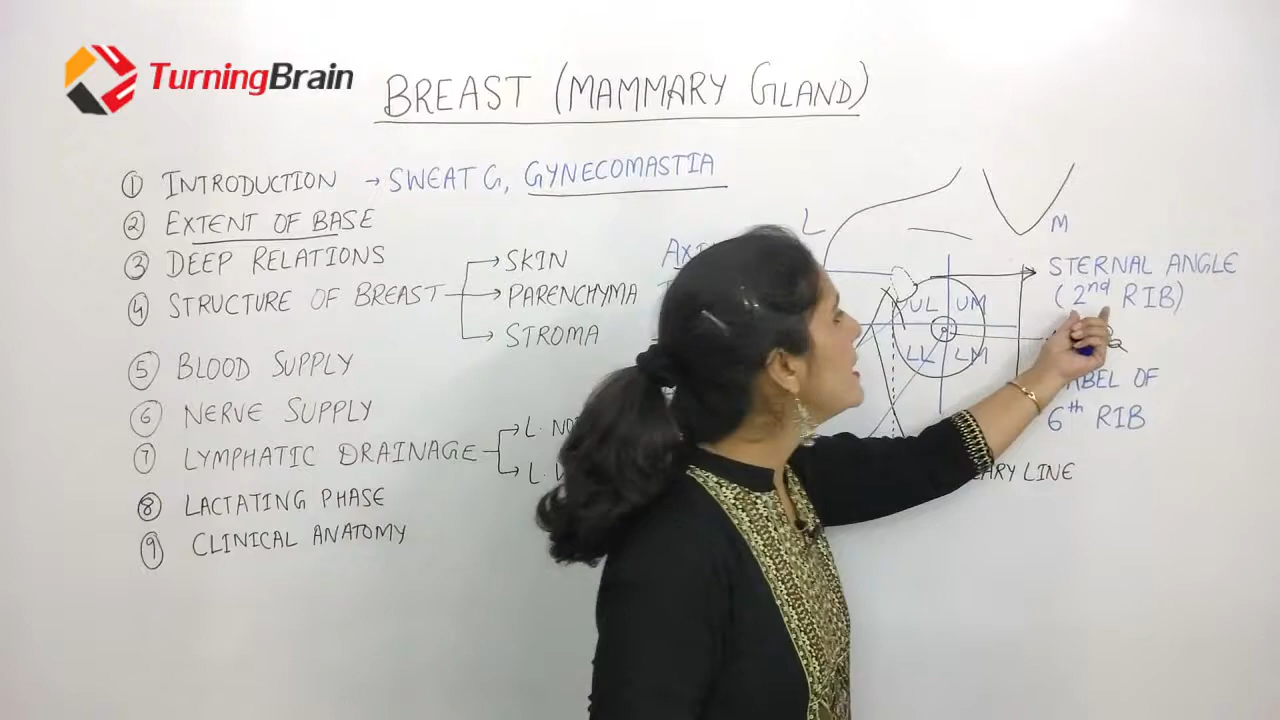 TurningBrain
BREAST (MAMMARY GLAND)
① INTRODUCTION → SWEAT G, GYNECOMASTIA
② EXTENT OF BASE
③ DEEP RELATIONS
④ STRUCTURE OF BREAST
SKIN
PARENCHYMA
STROMA
⑤ BLOOD SUPPLY
⑥ NERVE SUPPLY
⑦ LYMPHATIC DRAINAGE
⑧ LACTATING PHASE
⑨ CLINICAL ANATOMY
L
M
STERNAL ANGLE
(2nd RIB)
UL UM
LL LM
OF
6th RIB
LINE